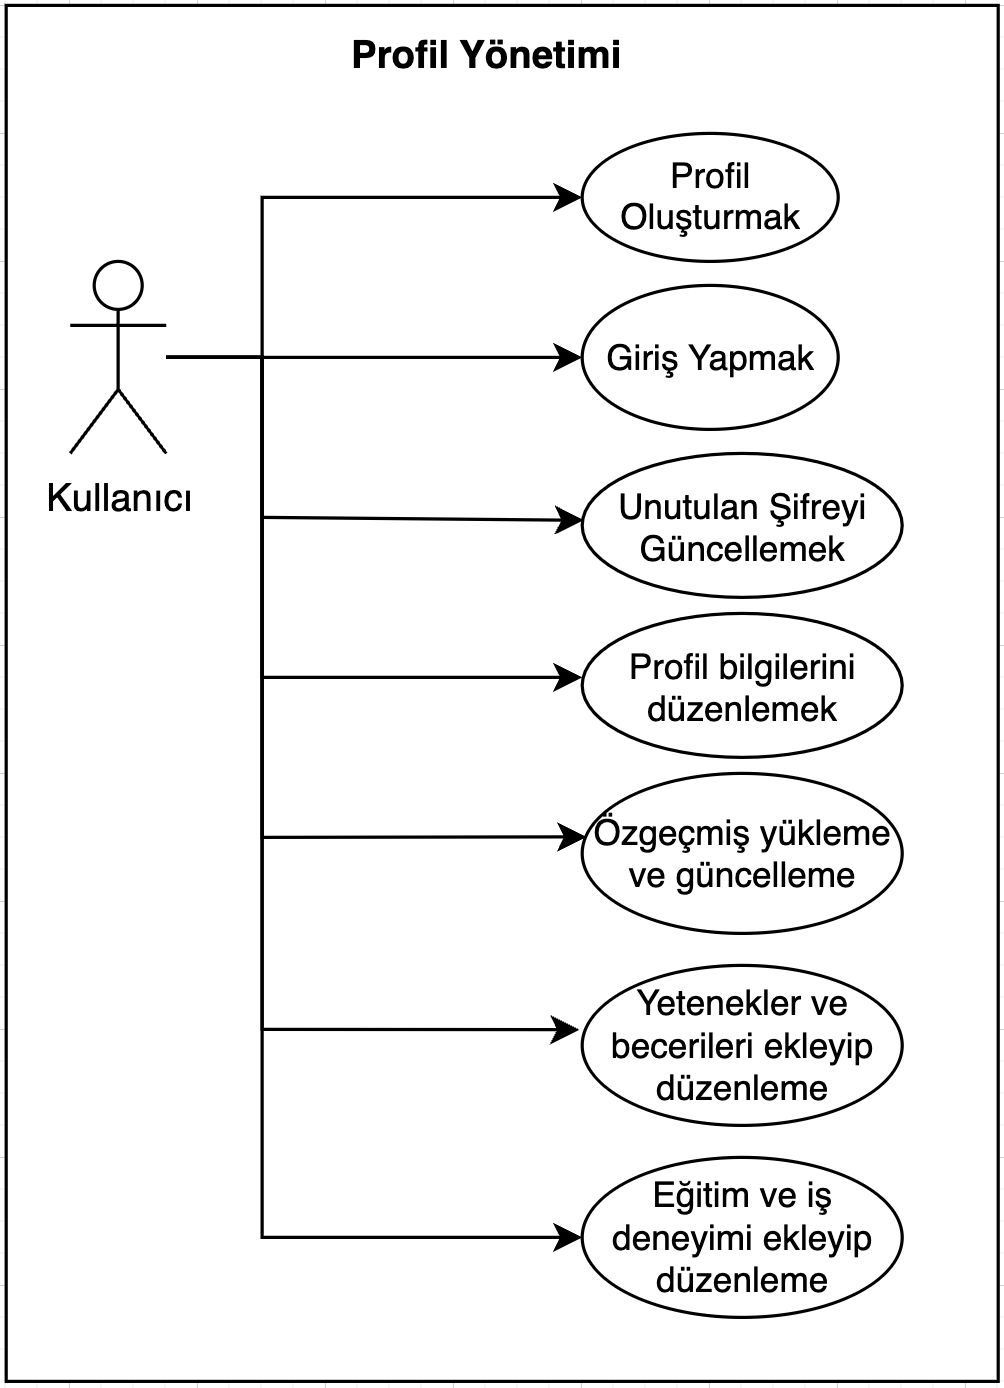 Profil Yönetimi
Profil
Oluşturmak
Giriş Yapmak
Kullanıcı
Unutulan Şifreyi
Güncellemek
Profil bilgilerini
düzenlemek
Özgeçmiş yükleme
ve güncelleme
Yetenekler ve
becerileri ekleyip
düzenleme
Eğitim ve iş
deneyimi ekleyip
düzenleme